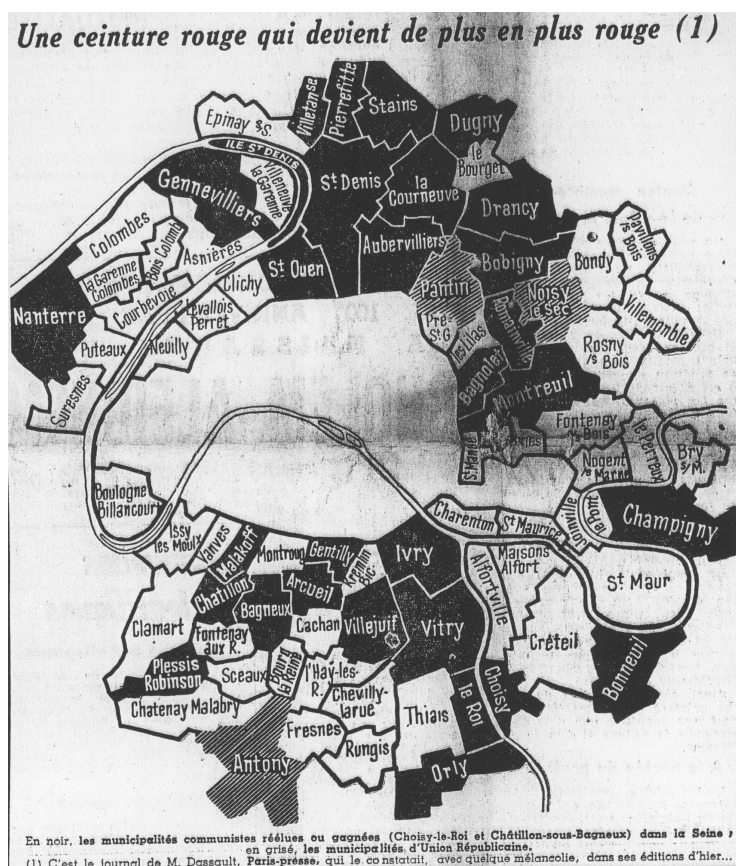 Une ceinture rouge qui devient de plus en plus rouge (1)
Villetanse
Pierrefitte
Stains
Epinay s/S.
Dugny
ILE ST DENIS
le Bourget
Villeneuve la Garenne
Gennevilliers
St Denis
la Courneuve
Drancy
Colombes
Pavillons s/s Bois
Bois Colomb
Asnières
Aubervilliers
Bobigny
Bondy
la Garenne Colombes
St Ouen
Clichy
Pantin
Noisy le Sec
Nanterre
Courbevoie
Levallois Perret
Pré St G
les Lilas
Romainville
Villemomble
Puteaux
Neuilly
Rosny /s Bois
Suresnes
Bagnolet
Montreuil
Fontenay s/s Bois
le Perreux
St Mandé
Nogent s/ Marne
Bry s/M.
Boulogne Billancourt
Joinville le Pont
Issy les Moulx
Vanves
Malakoff
Montroug
Gentilly
Kremlin Bic.
Ivry
Charenton
St Maurice
Champigny
Maisons Alfort
Alfortville
St Maur
Châtillon
Bagneux
Arcueil
Clamart
Fontenay aux R.
Cachan
Villejuif
Vitry
Créteil
Bonneuil
Plessis Robinson
Sceaux
Bourg la Reine
l'Haÿ-les-R.
Chevilly-larue
Chatenay Malabry
Thiais
Choisy
le Roi
Antony
Fresnes
Rungis
Orly
En noir, les municipalités communistes réélues ou gagnées (Choisy-le-Roi et Châtillon-sous-Bagneux) dans la Seine ;
en grisé, les municipalités d'Union Républicaine.
(1) C'est le journal de M. Dassault, Paris-presse, qui le constatait, avec quelque mélancolie, dans ses éditions d'hier...